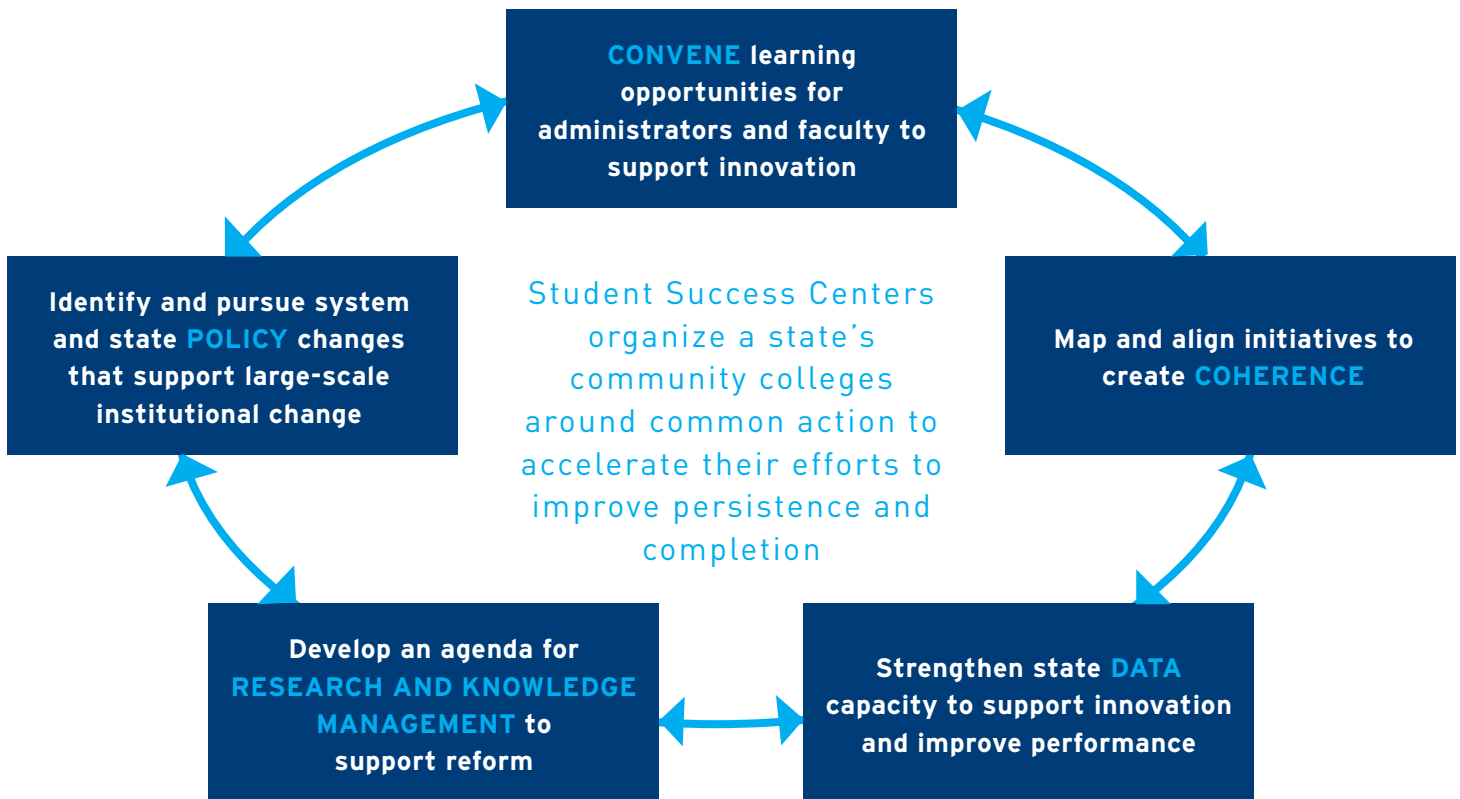 CONVENE learning
opportunities for
administrators and faculty to
support innovation
Identify and pursue system
and state POLICY changes
that support large-scale
institutional change
Student Success Centers
organize a state’s
community colleges
around common action to
accelerate their efforts to
improve persistence and
completion
Map and align initiatives to
create COHERENCE
Develop an agenda for
RESEARCH AND KNOWLEDGE
MANAGEMENT to
support reform
Strengthen state DATA
capacity to support innovation
and improve performance